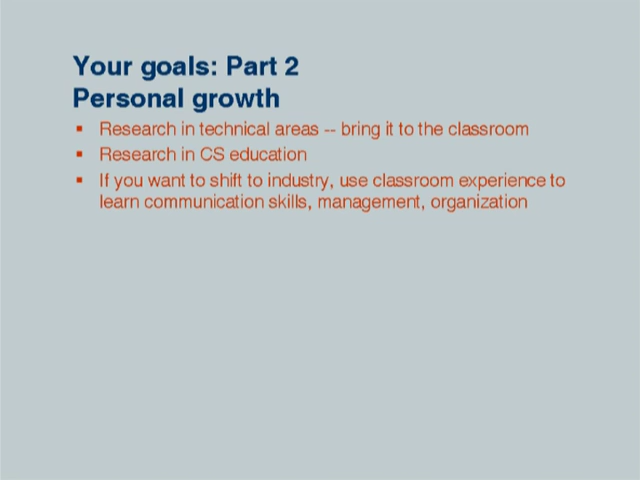 Your goals: Part 2
Personal growth
▪ Research in technical areas -- bring it to the classroom
▪ Research in CS education
▪ If you want to shift to industry, use classroom experience to
learn communication skills, management, organization